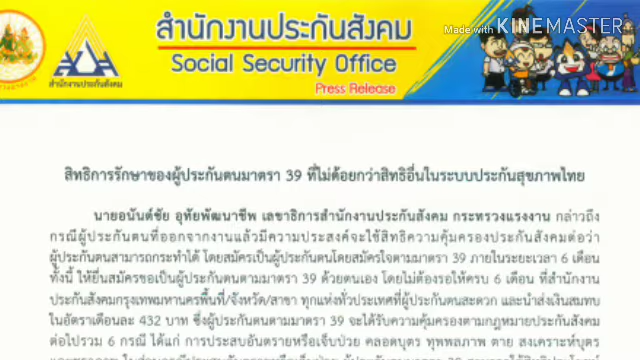 สำนักงานประกันสังคม
Made with KINEMASTER
Social Security Office
สำนักงานประกันสังคม
Press Release
สิทธิการรักษาของผู้ประกันตนมาตรา 39 ที่ไม่ด้อยกว่าสิทธิอื่นในระบบประกันสุขภาพไทย
นายอนันต์ชัย อุทัยพัฒนาชีพ เลขาธิการสำนักงานประกันสังคม กระทรวงแรงงาน กล่าวถึง
กรณีผู้ประกันตนที่ออกจากงานแล้วมีความประสงค์จะใช้สิทธิความคุ้มครองประกันสังคมต่อว่า
ผู้ประกันตนสามารถกระทำได้ โดยสมัครเป็นผู้ประกันตนโดยสมัครใจตามมาตรา 39 ภายในระยะเวลา 6 เดือน
ทั้งนี้ ให้ยื่นสมัครขอเป็นผู้ประกันตนตามมาตรา 39 ด้วยตนเอง โดยไม่ต้องรอให้ครบ 6 เดือน ที่สำนักงาน
ประกันสังคมกรุงเทพมหานครพื้นที่/จังหวัด/สาขา ทุกแห่งทั่วประเทศที่ผู้ประกันตนสะดวก และนำส่งเงินสมทบ
ในอัตราเดือนละ 432 บาท ซึ่งผู้ประกันตนตามมาตรา 39 จะได้รับความคุ้มครองตามกฎหมายประกันสังคม
ต่อไปรวม 6 กรณี ได้แก่ การประสบอันตรายหรือเจ็บป่วย คลอดบุตร ทุพพลภาพ ตาย สงเคราะห์บุตร